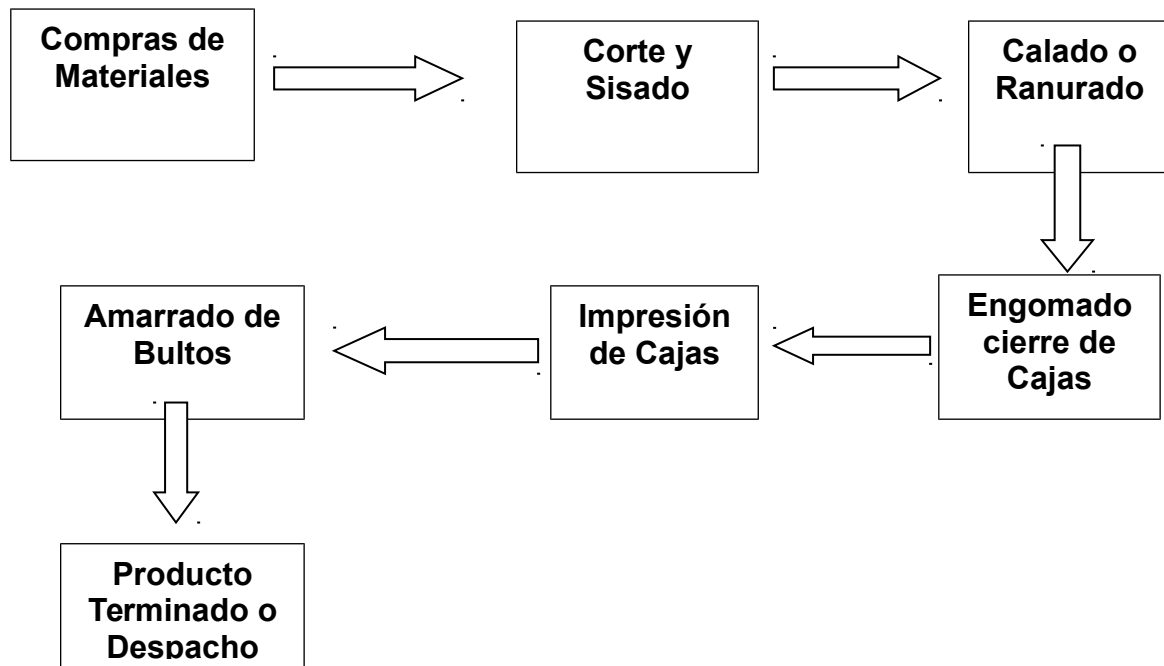 Compras de
Materiales
Corte y
Sisado
Calado o
Ranurado
Engomado
cierre de
Cajas
Impresión
de Cajas
Amarrado de
Bultos
Producto
Terminado o
Despacho